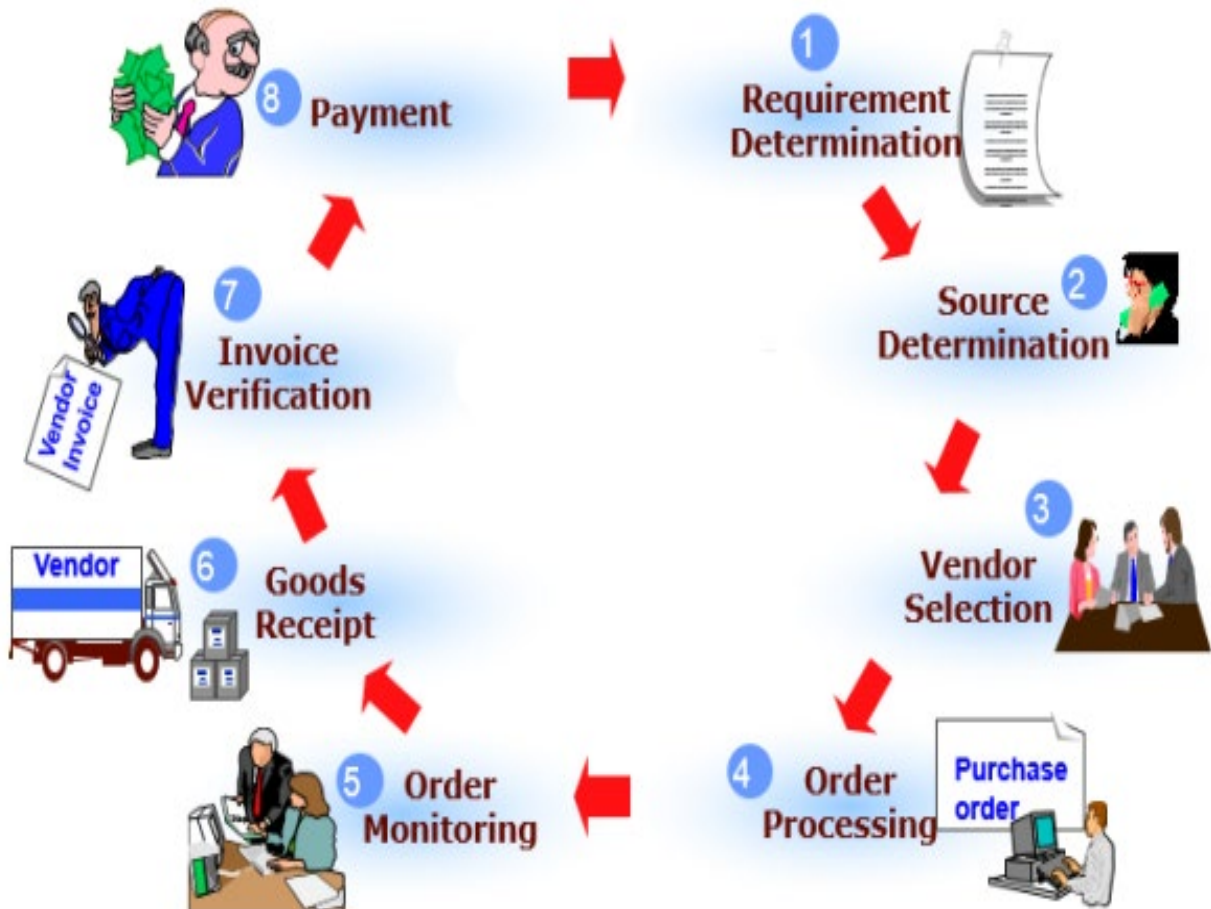 1
Requirement
Determination
2
Source
Determination
3
Vendor
Selection
4
Order
Processing
Purchase
order
5
Order
Monitoring
6
Goods
Receipt
Vendor
7
Invoice
Verification
Vendor
Invoice
8
Payment